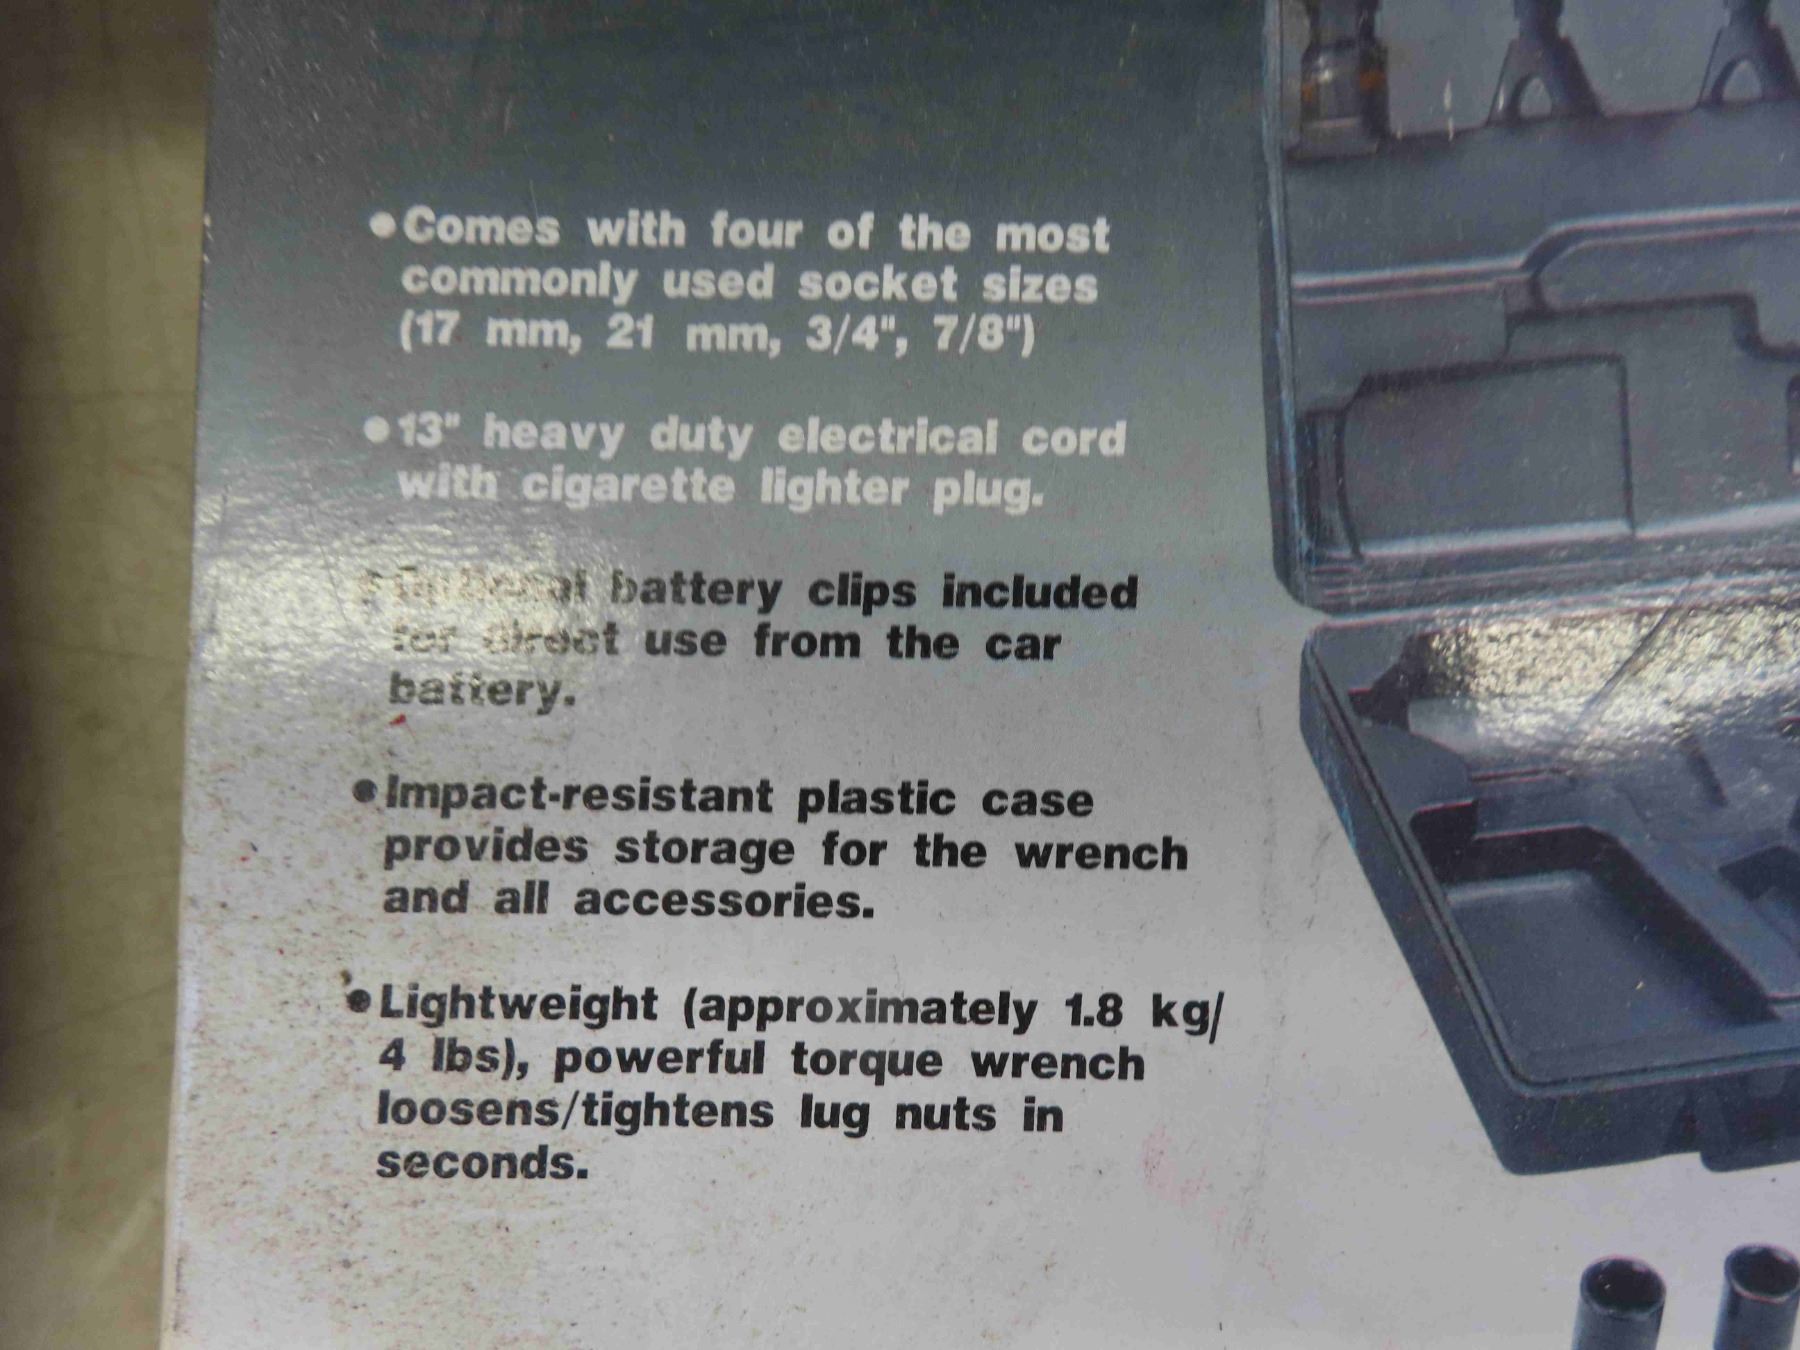 •Comes with four of the most
commonly used socket sizes
(17 mm, 21 mm, 3/4", 7/8")
•13" heavy duty electrical cord
with cigarette lighter plug.
•Optional battery clips included
for direct use from the car
battery.
•Impact-resistant plastic case
provides storage for the wrench
and all accessories.
•Lightweight (approximately 1.8 kg/
4 lbs), powerful torque wrench
loosens/tightens lug nuts in
seconds.